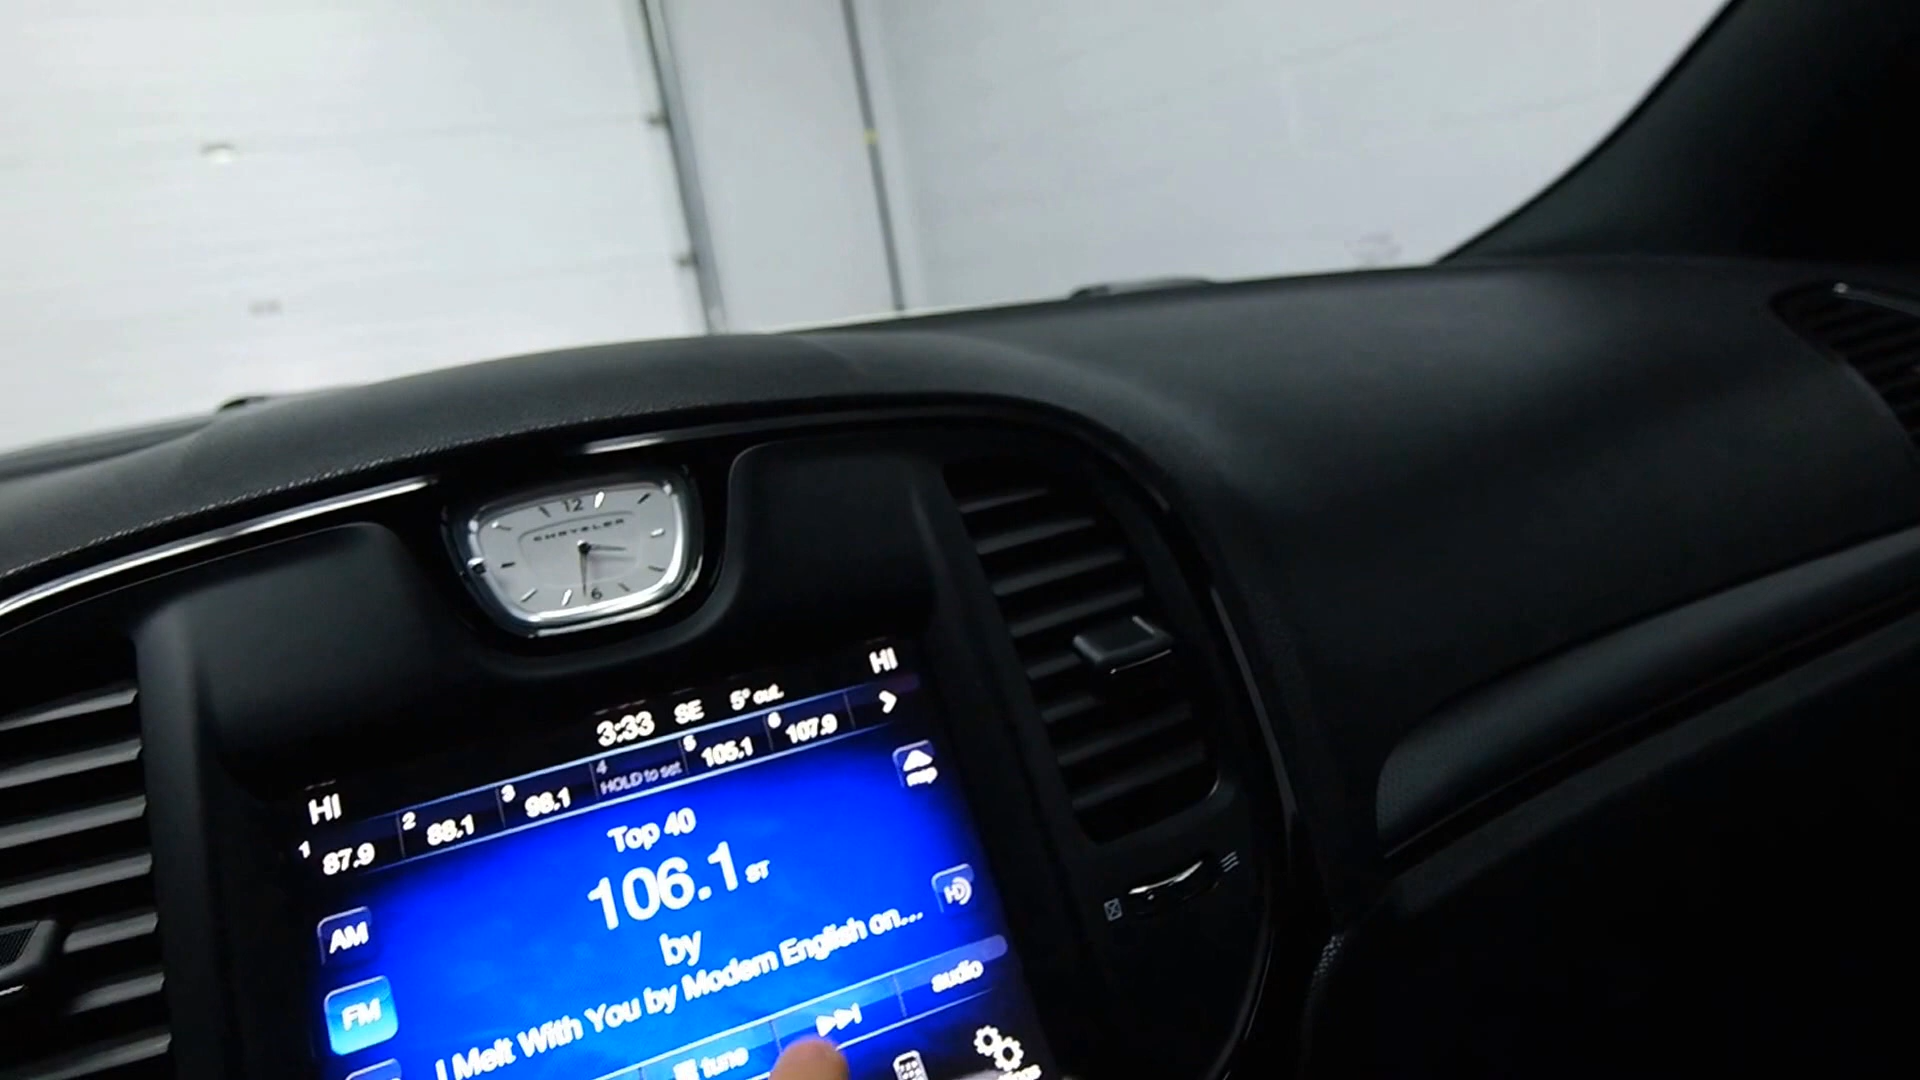 12
CHRYSLER
6
HI
3:33 SE 5° out.
HI
1 87.9 2 88.1 3 98.1 4 HOLD to set 5 105.1 6 107.9
map
Top 40
106.1 ST
HD
by
I Melt With You by Modern English on...
AM
FM
tune
audio